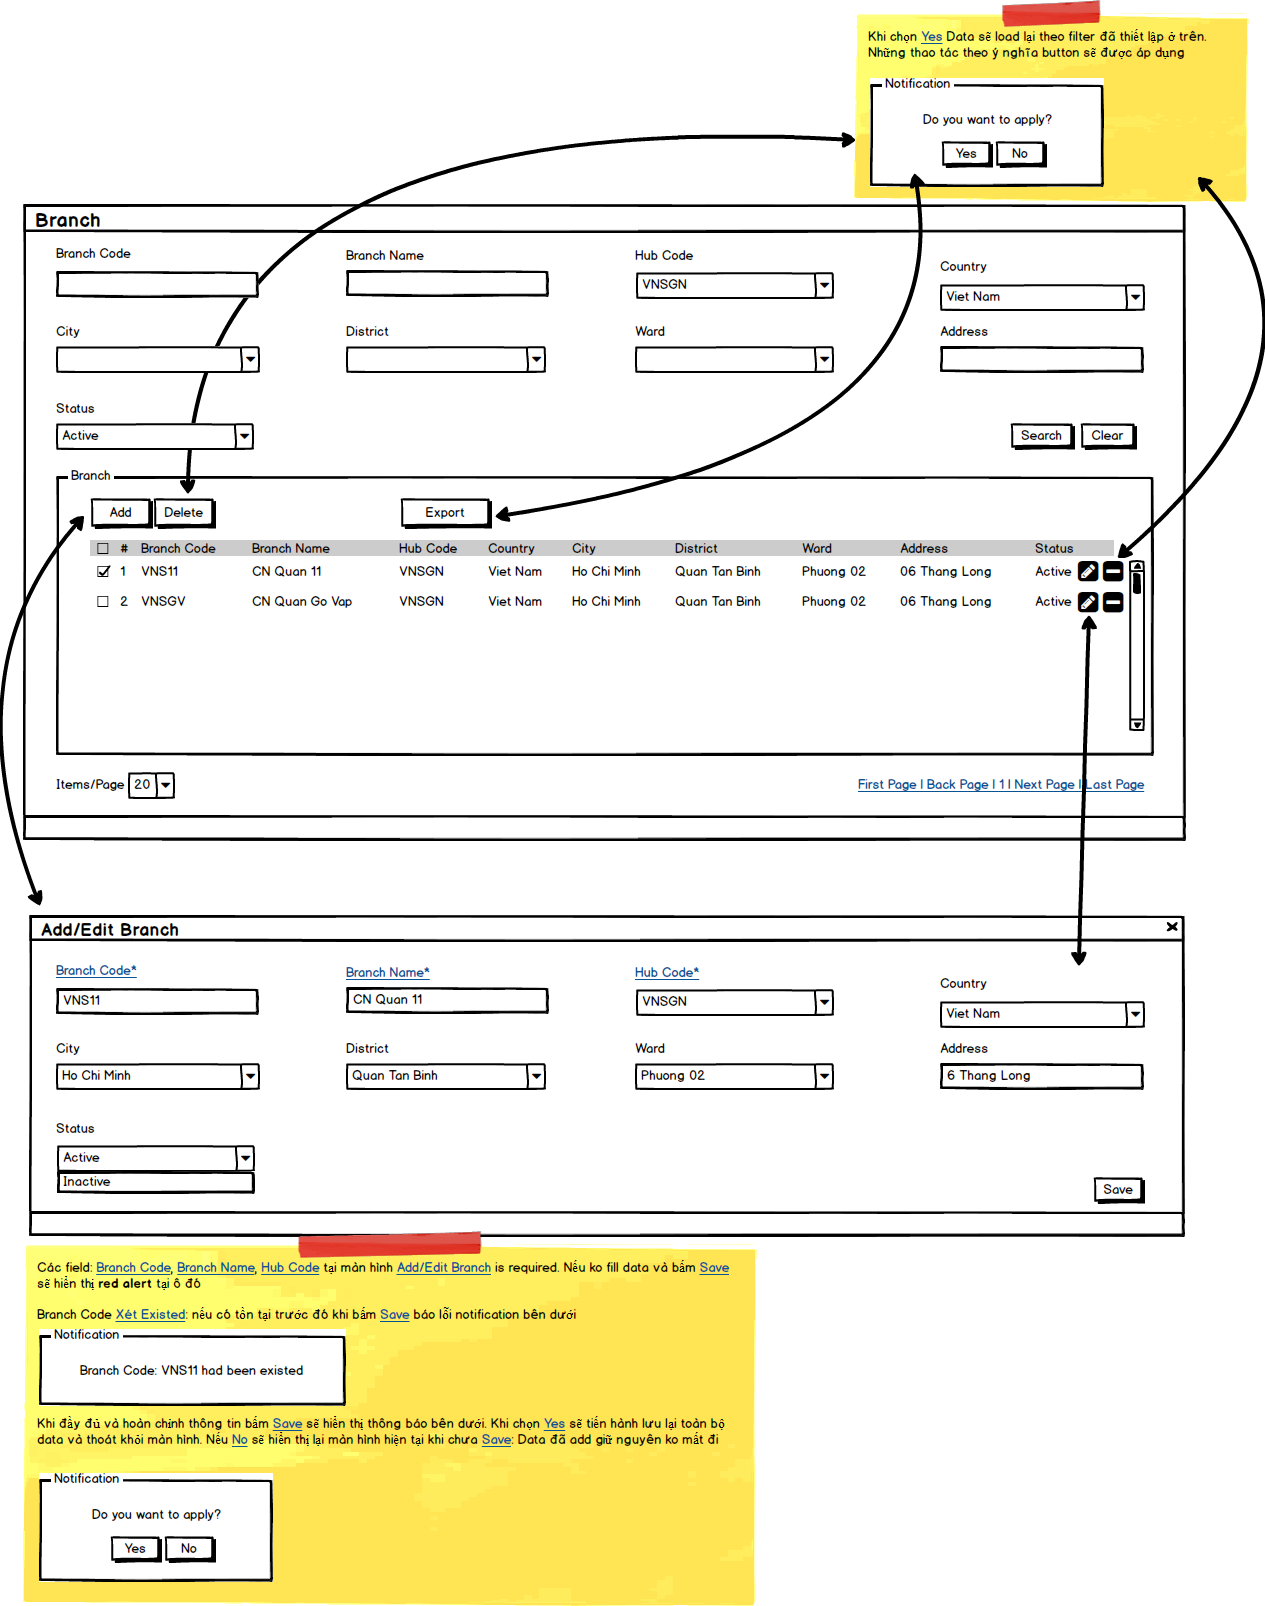 Khi chọn Yes Data sẽ load lại theo filter đã thiết lập ở trên.
Những thao tác theo ý nghĩa button sẽ được áp dụng
Notification
Do you want to apply?
Yes No
Branch
Branch Code Branch Name Hub Code Country
VNSGN Viet Nam
City District Ward Address
Status
Active Search Clear
Branch
Add Delete Export
# Branch Code Branch Name Hub Code Country City District Ward Address Status
1 VNS11 CN Quan 11 VNSGN Viet Nam Ho Chi Minh Quan Tan Binh Phuong 02 06 Thang Long Active
2 VNSGV CN Quan Go Vap VNSGN Viet Nam Ho Chi Minh Quan Tan Binh Phuong 02 06 Thang Long Active
Items/Page 20 First Page | Back Page | 1 | Next Page | Last Page
Add/Edit Branch
Branch Code* Branch Name* Hub Code* Country
VNS11 CN Quan 11 VNSGN Viet Nam
City District Ward Address
Ho Chi Minh Quan Tan Binh Phuong 02 6 Thang Long
Status
Active
Inactive
Save
Các field: Branch Code, Branch Name, Hub Code tại màn hình Add/Edit Branch is required. Nếu ko fill data và bấm Save
sẽ hiển thị red alert tại ô đó
Branch Code Xét Existed: nếu có tồn tại trước đó khi bấm Save báo lỗi notification bên dưới
Notification
Branch Code: VNS11 had been existed
Khi đầy đủ và hoàn chỉnh thông tin bấm Save sẽ hiển thị thông báo bên dưới. Khi chọn Yes sẽ tiến hành lưu lại toàn bộ
data và thoát khỏi màn hình. Nếu No sẽ hiển thị lại màn hình hiện tại khi chưa Save: Data đã add giữ nguyên ko mất đi
Notification
Do you want to apply?
Yes No